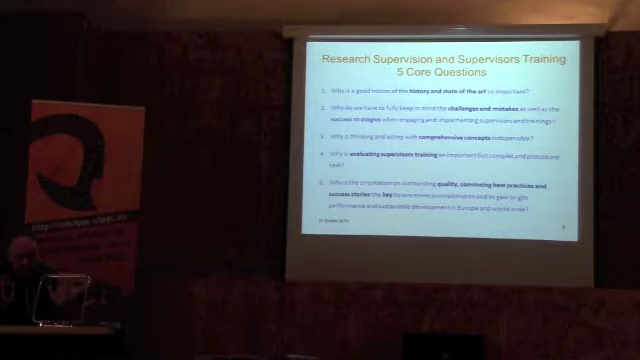 Research Supervision and Supervisors Training
5 Core Questions
1. Why is a good notion of the history and state of the art so important?
2. Why do we have to fully keep in mind the challenges and mistakes as well as the
success strategies when engaging and implementing supervisors and trainings?
3. Why is thinking and acting with comprehensive concepts indispensible?
4. Why is evaluating supervisors training an important but complex and procedural
task?
5. Why is the orientation on outstanding quality, convincing best practices and
success stories the key to overcome procrastination and to gain bright
performance and sustainable development in Europe and world wide?